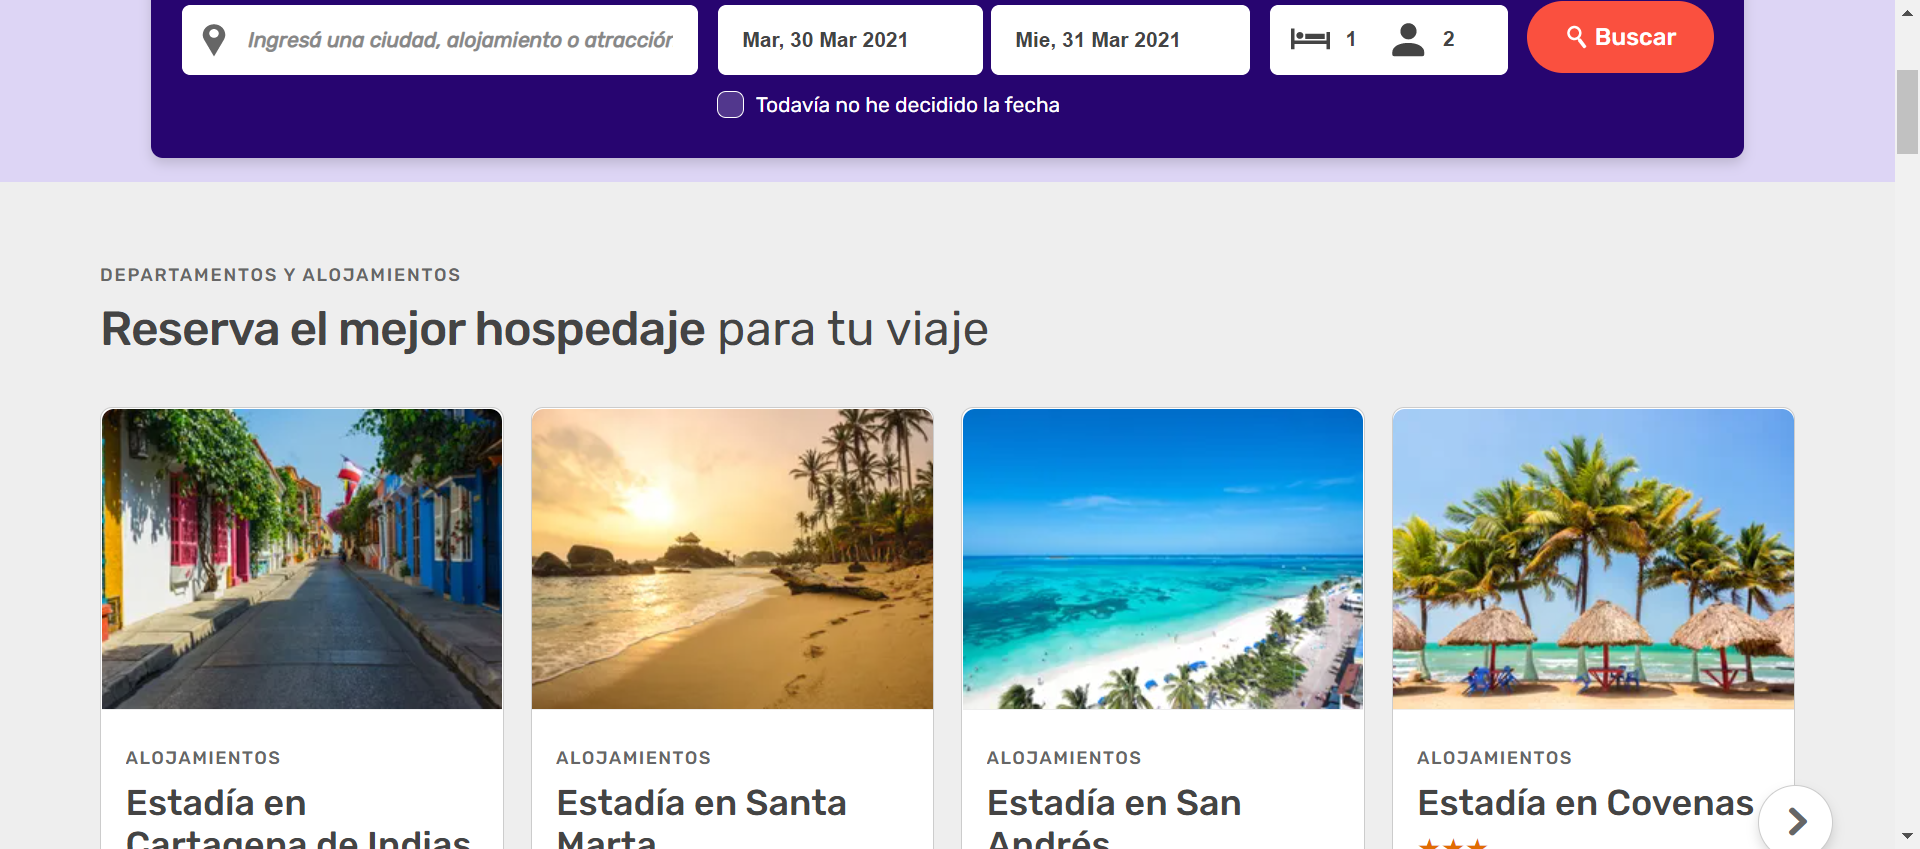 Ingresá una ciudad, alojamiento o atracción
Mar, 30 Mar 2021
Mie, 31 Mar 2021
1
2
Buscar
Todavía no he decidido la fecha
DEPARTAMENTOS Y ALOJAMIENTOS
Reserva el mejor hospedaje para tu viaje
ALOJAMIENTOS
Estadía en
Cartagena de Indias
ALOJAMIENTOS
Estadía en Santa
Marta
ALOJAMIENTOS
Estadía en San
Andrés
ALOJAMIENTOS
Estadía en Covenas